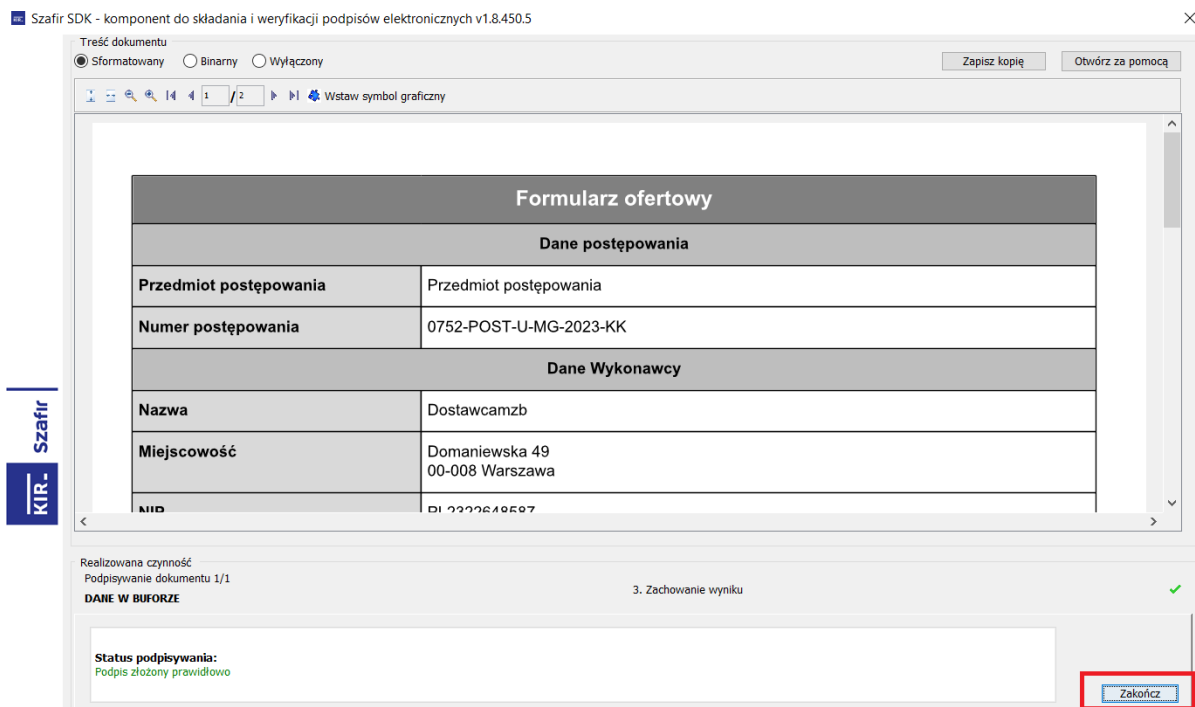 Szafir SDK - komponent do składania i weryfikacji podpisów elektronicznych v1.8.450.5
Treść dokumentu
Sformatowany Binarny Wyłączony
Zapisz kopię Otwórz za pomocą
1 / 2 Wstaw symbol graficzny
Formularz ofertowy
Dane postępowania
Przedmiot postępowania Przedmiot postępowania
Numer postępowania 0752-POST-U-MG-2023-KK
Dane Wykonawcy
Nazwa Dostawcamzb
Miejscowość Domaniewska 49
00-008 Warszawa
NIP PL2322648587
KIR Szafir
Realizowana czynność
Podpisywanie dokumentu 1/1
DANE W BUFORZE
3. Zachowanie wyniku
Status podpisywania:
Podpis złożony prawidłowo
Zakończ